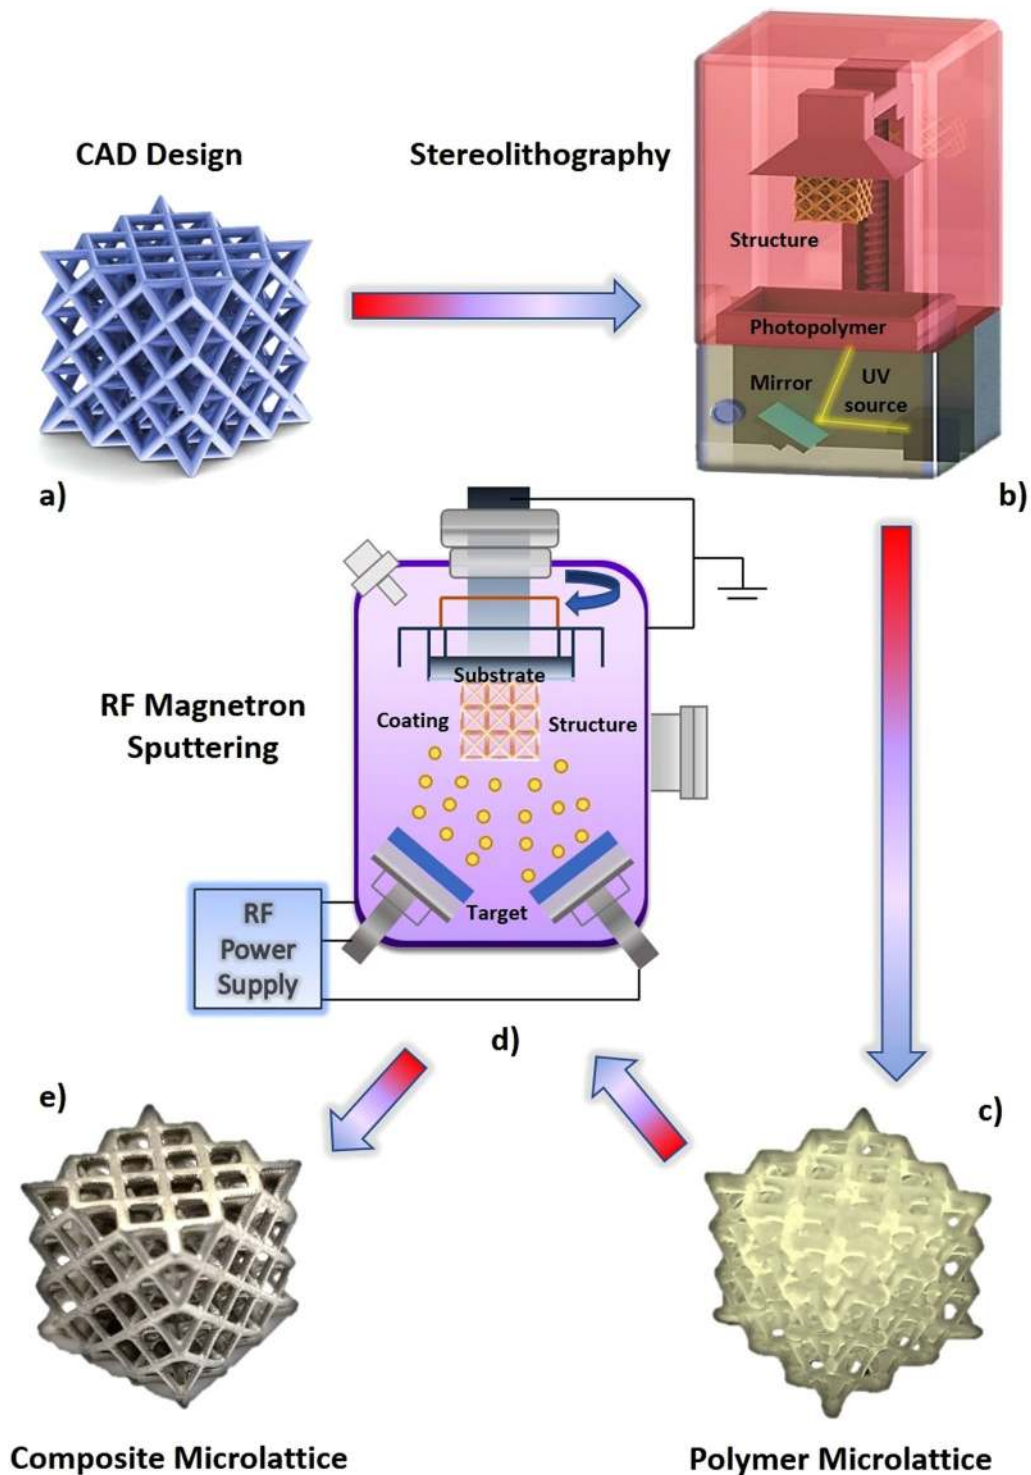 CAD Design
Stereolithography
Structure
Photopolymer
Mirror
UV
source
a)
b)
RF Magnetron
Sputtering
Substrate
Coating
Structure
Target
RF
Power
Supply
d)
e)
c)
Composite Microlattice
Polymer Microlattice